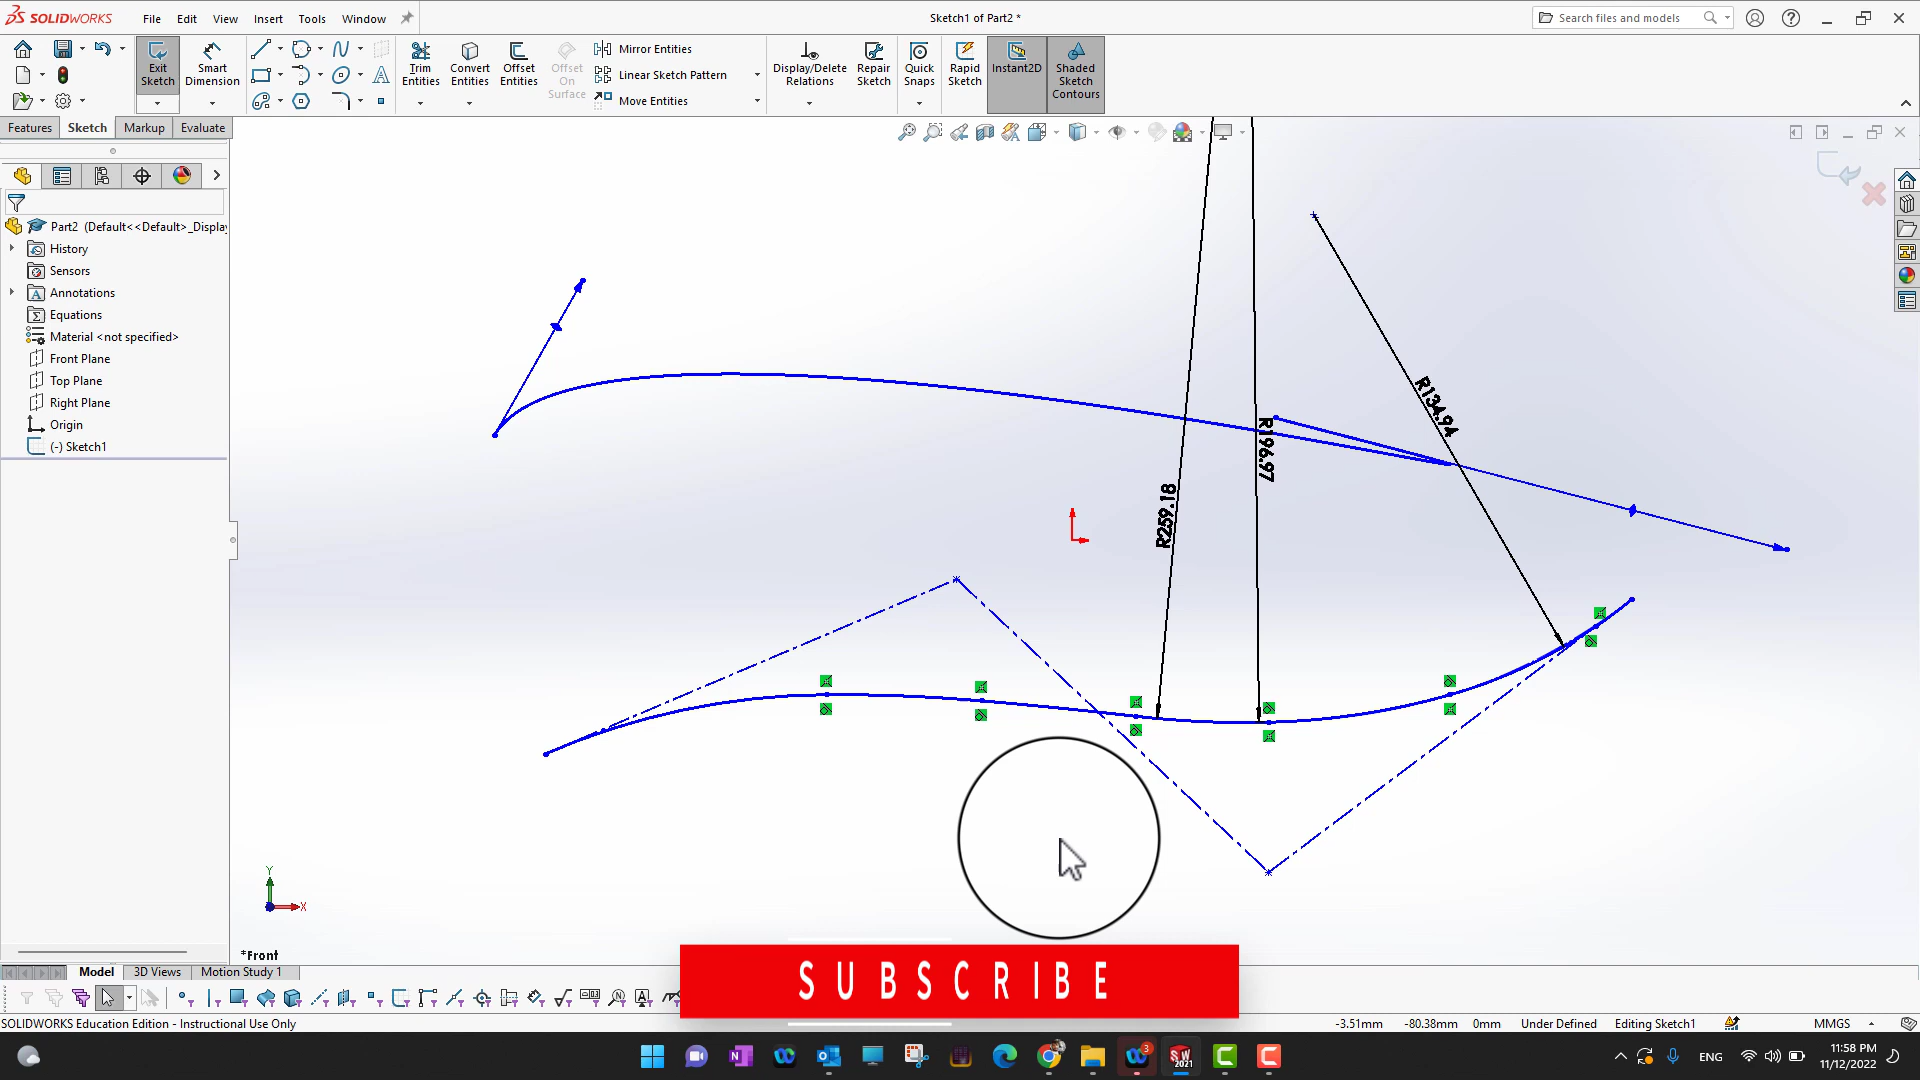 SOLIDWORKS
File Edit View Insert Tools Window
Sketch1 of Part2 *
Search files and models
Exit Sketch
Smart Dimension
Trim Entities
Convert Entities
Offset Entities
Offset On Surface
Mirror Entities
Linear Sketch Pattern
Move Entities
Display/Delete Relations
Repair Sketch
Quick Snaps
Rapid Sketch
Instant2D
Shaded Sketch Contours
Features Sketch Markup Evaluate
Part2 (Default<<Default>_Display
History
Sensors
Annotations
Equations
Material <not specified>
Front Plane
Top Plane
Right Plane
Origin
(-) Sketch1
R134.94
R196.97
R259.18
Y
X
*Front
SUBSCRIBE
Model 3D Views Motion Study 1
SOLIDWORKS Education Edition - Instructional Use Only
-3.51mm -80.38mm 0mm Under Defined Editing Sketch1 MMGS
3
SW
2021
ENG
11:58 PM
11/12/2022